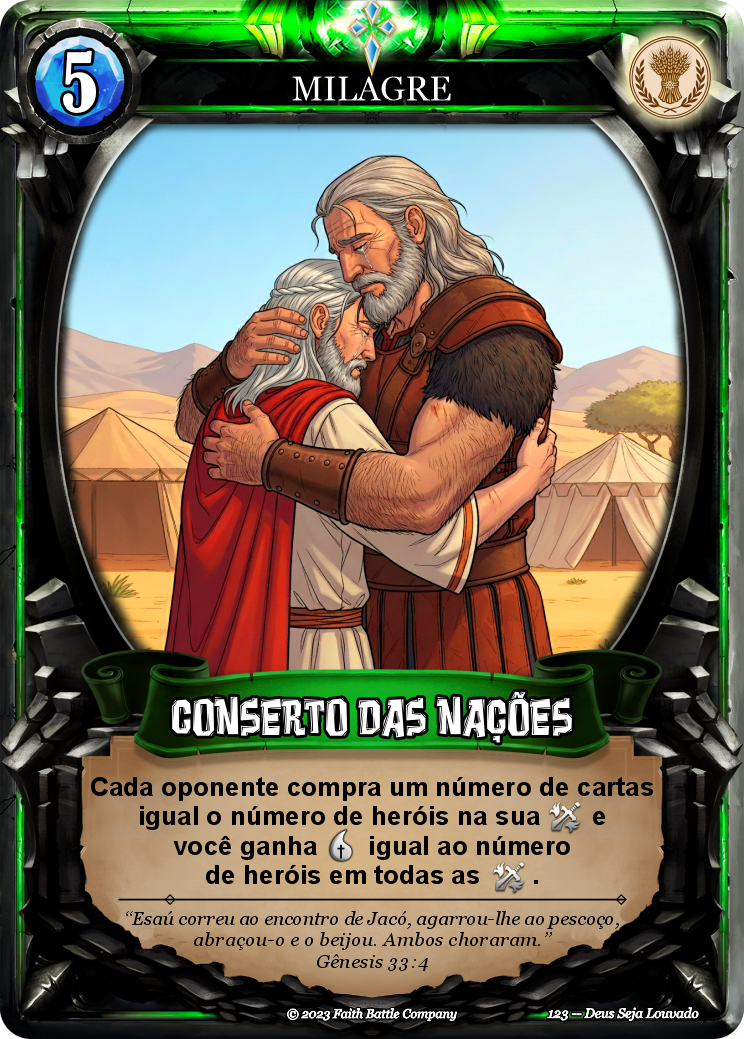 5
MILAGRE
CONSERTO DAS NAÇÕES
Cada oponente compra um número de cartas
igual o número de heróis na sua e
você ganha igual ao número
de heróis em todas as .
“Esaú correu ao encontro de Jacó, agarrou-lhe ao pescoço,
abraçou-o e o beijou. Ambos choraram.”
Gênesis 33:4
© 2023 Faith Battle Company
123 – Deus Seja Louvado